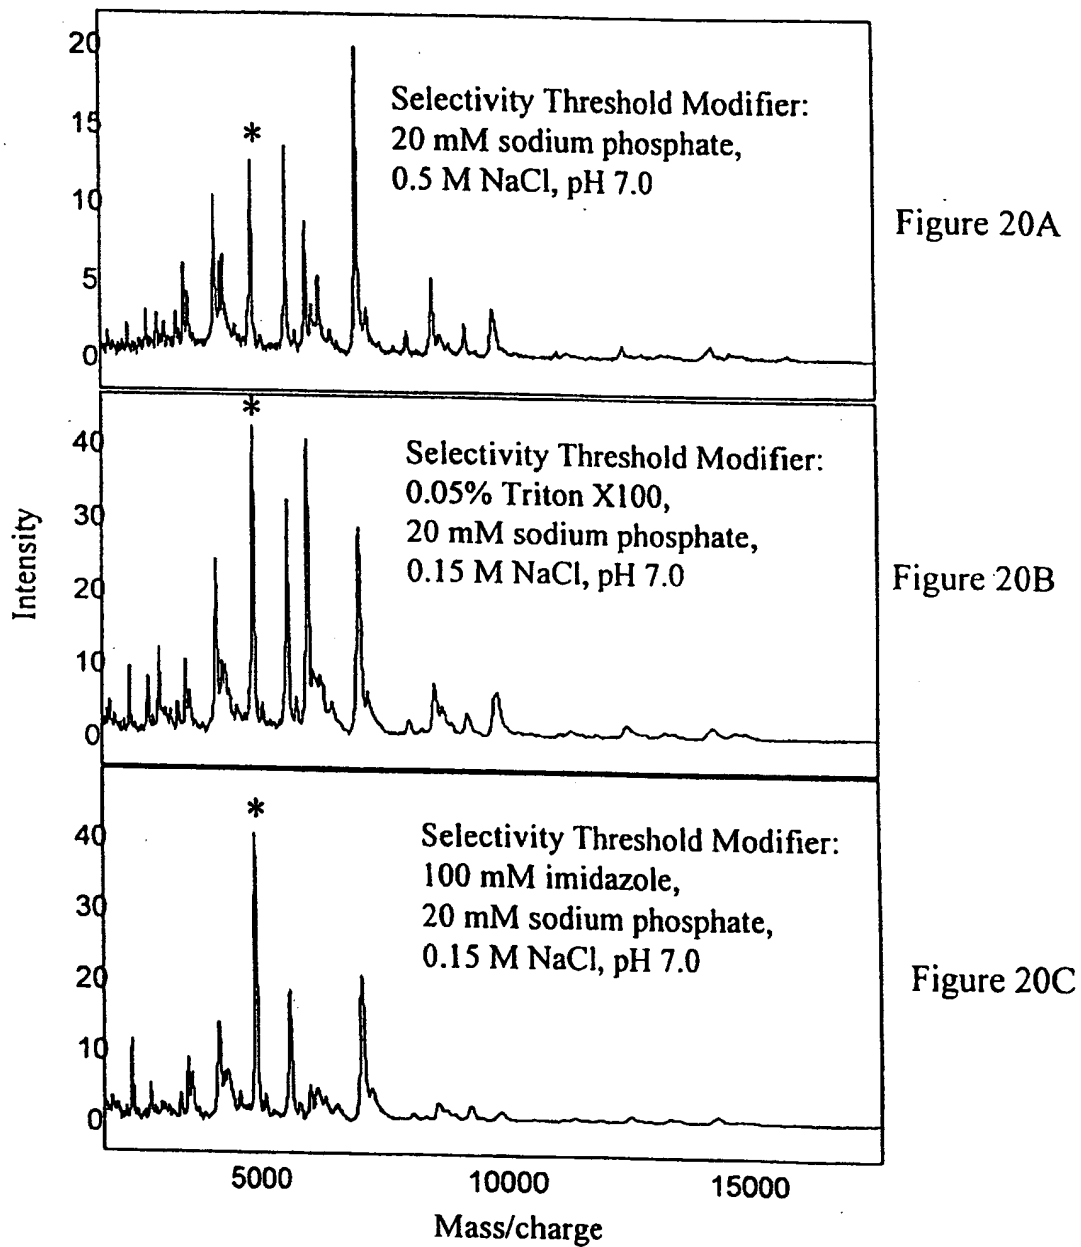 20
15
10
5
0
*
Selectivity Threshold Modifier:
20 mM sodium phosphate,
0.5 M NaCl, pH 7.0
Figure 20A
40
30
20
10
0
*
Selectivity Threshold Modifier:
0.05% Triton X100,
20 mM sodium phosphate,
0.15 M NaCl, pH 7.0
Figure 20B
Intensity
40
30
20
10
0
*
Selectivity Threshold Modifier:
100 mM imidazole,
20 mM sodium phosphate,
0.15 M NaCl, pH 7.0
Figure 20C
5000 10000 15000
Mass/charge